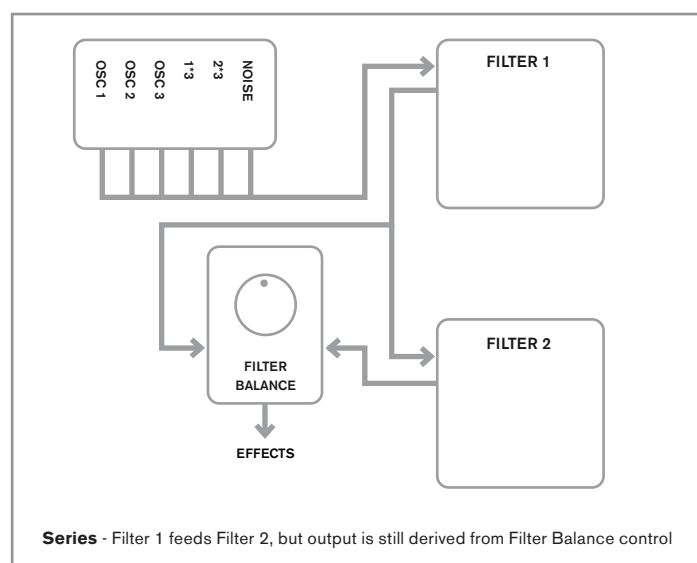 OSC 1
OSC 2
OSC 3
1*3
2*3
NOISE
FILTER 1
FILTER 2
FILTER
BALANCE
EFFECTS
Series - Filter 1 feeds Filter 2, but output is still derived from Filter Balance control